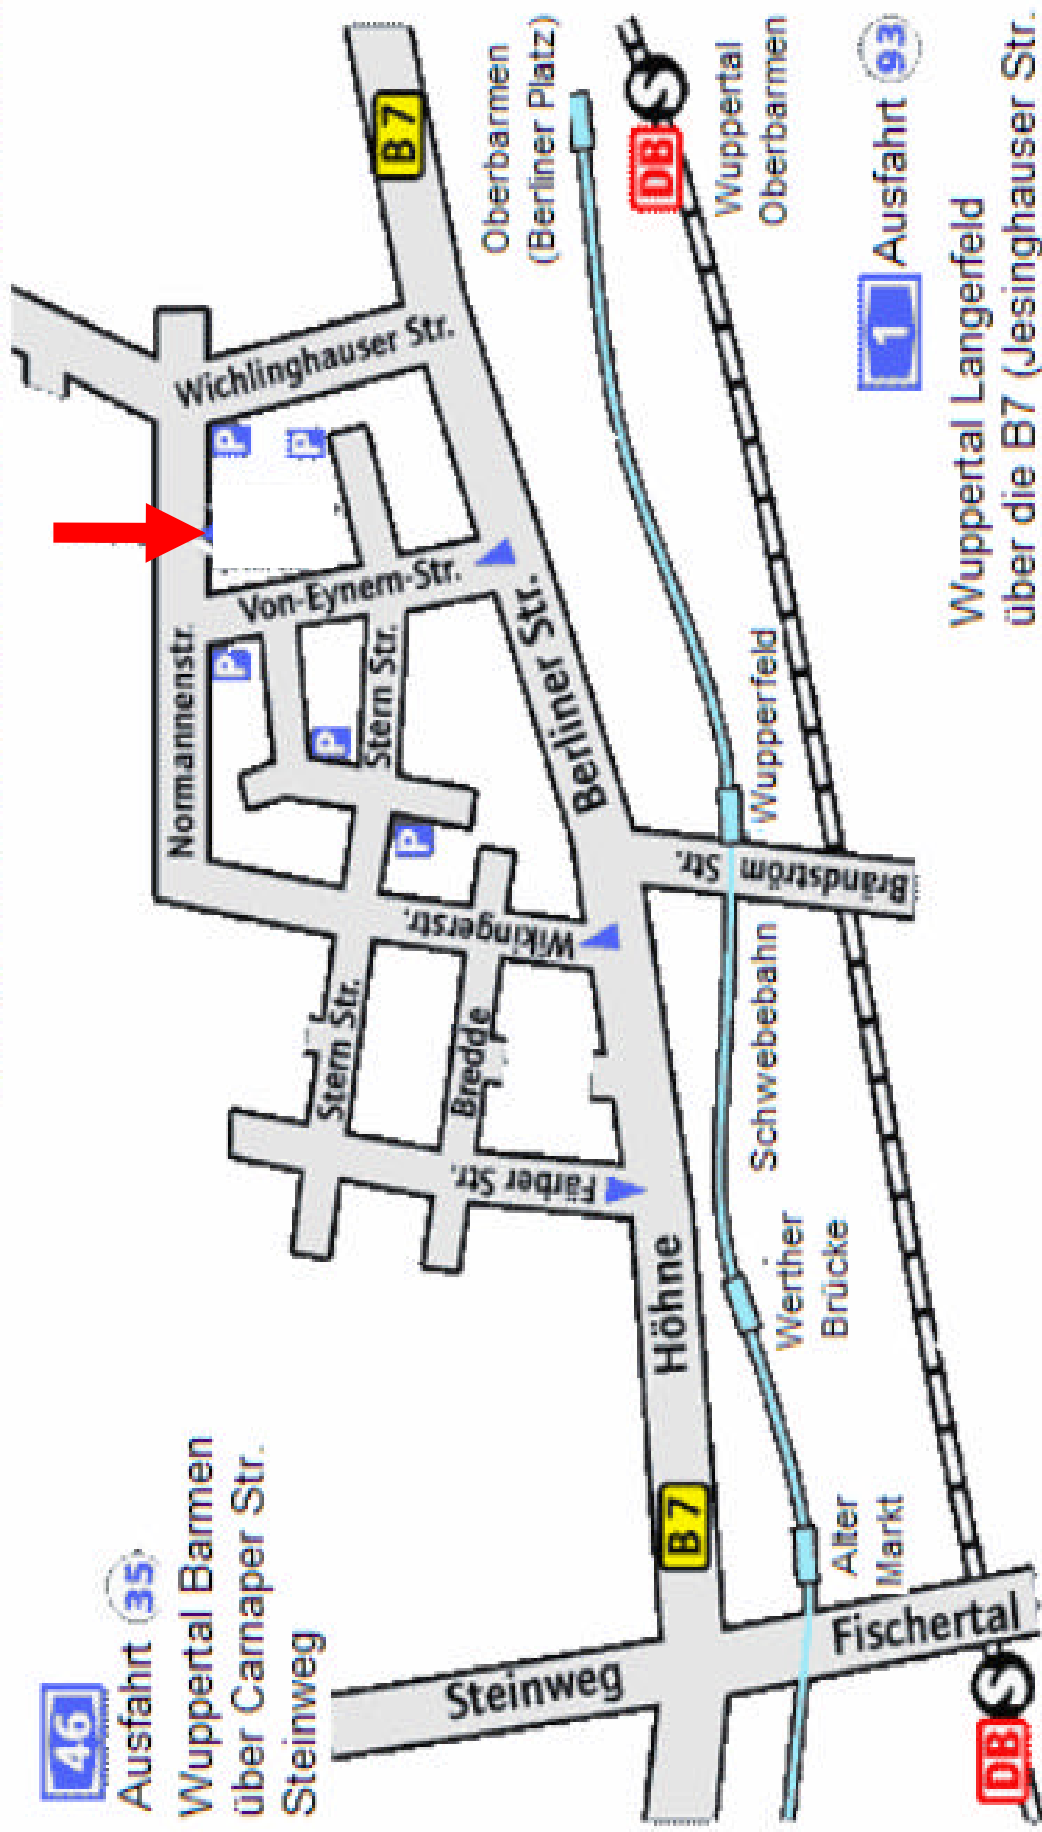 46
Ausfahrt 35
Wuppertal Barmen
über Carnaper Str.
Steinweg
Normannenstr.
Wichlinghauser Str.
Von-Eynern-Str.
Stern Str.
Stern Str.
Wikingerstr.
Bredde
Färber Str.
Berliner Str.
Höhne
B 7
B 7
Steinweg
Fischertal
Brändström Str.
P
P
P
P
P
Oberbarmen
(Berliner Platz)
Wupperfeld
Schwebebahn
Werther
Brücke
Alter
Markt
DB
S
DB
S
Wuppertal
Oberbarmen
1 Ausfahrt 93
Wuppertal Langerfeld
über die B7 (Jesinghauser Str.